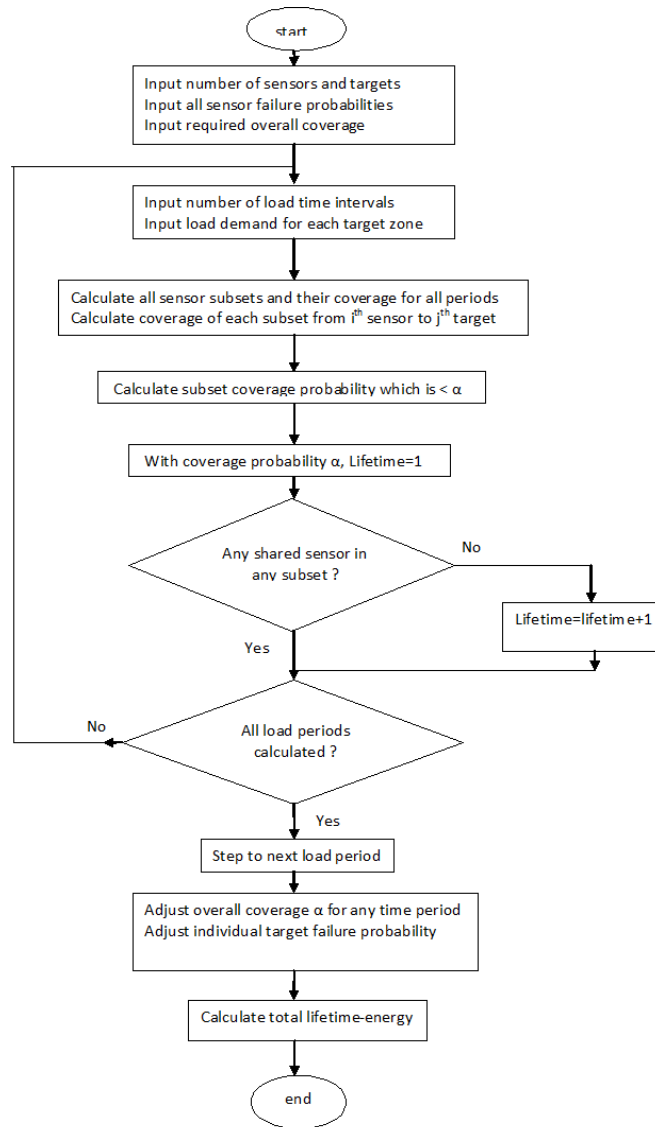 start
Input number of sensors and targets
Input all sensor failure probabilities
Input required overall coverage
Input number of load time intervals
Input load demand for each target zone
Calculate all sensor subsets and their coverage for all periods
Calculate coverage of each subset from i^th sensor to j^th target
Calculate subset coverage probability which is < α
With coverage probability α, Lifetime=1
Any shared sensor in
any subset ?
No
Lifetime=lifetime+1
Yes
All load periods
calculated ?
No
Yes
Step to next load period
Adjust overall coverage α for any time period
Adjust individual target failure probability
Calculate total lifetime-energy
end